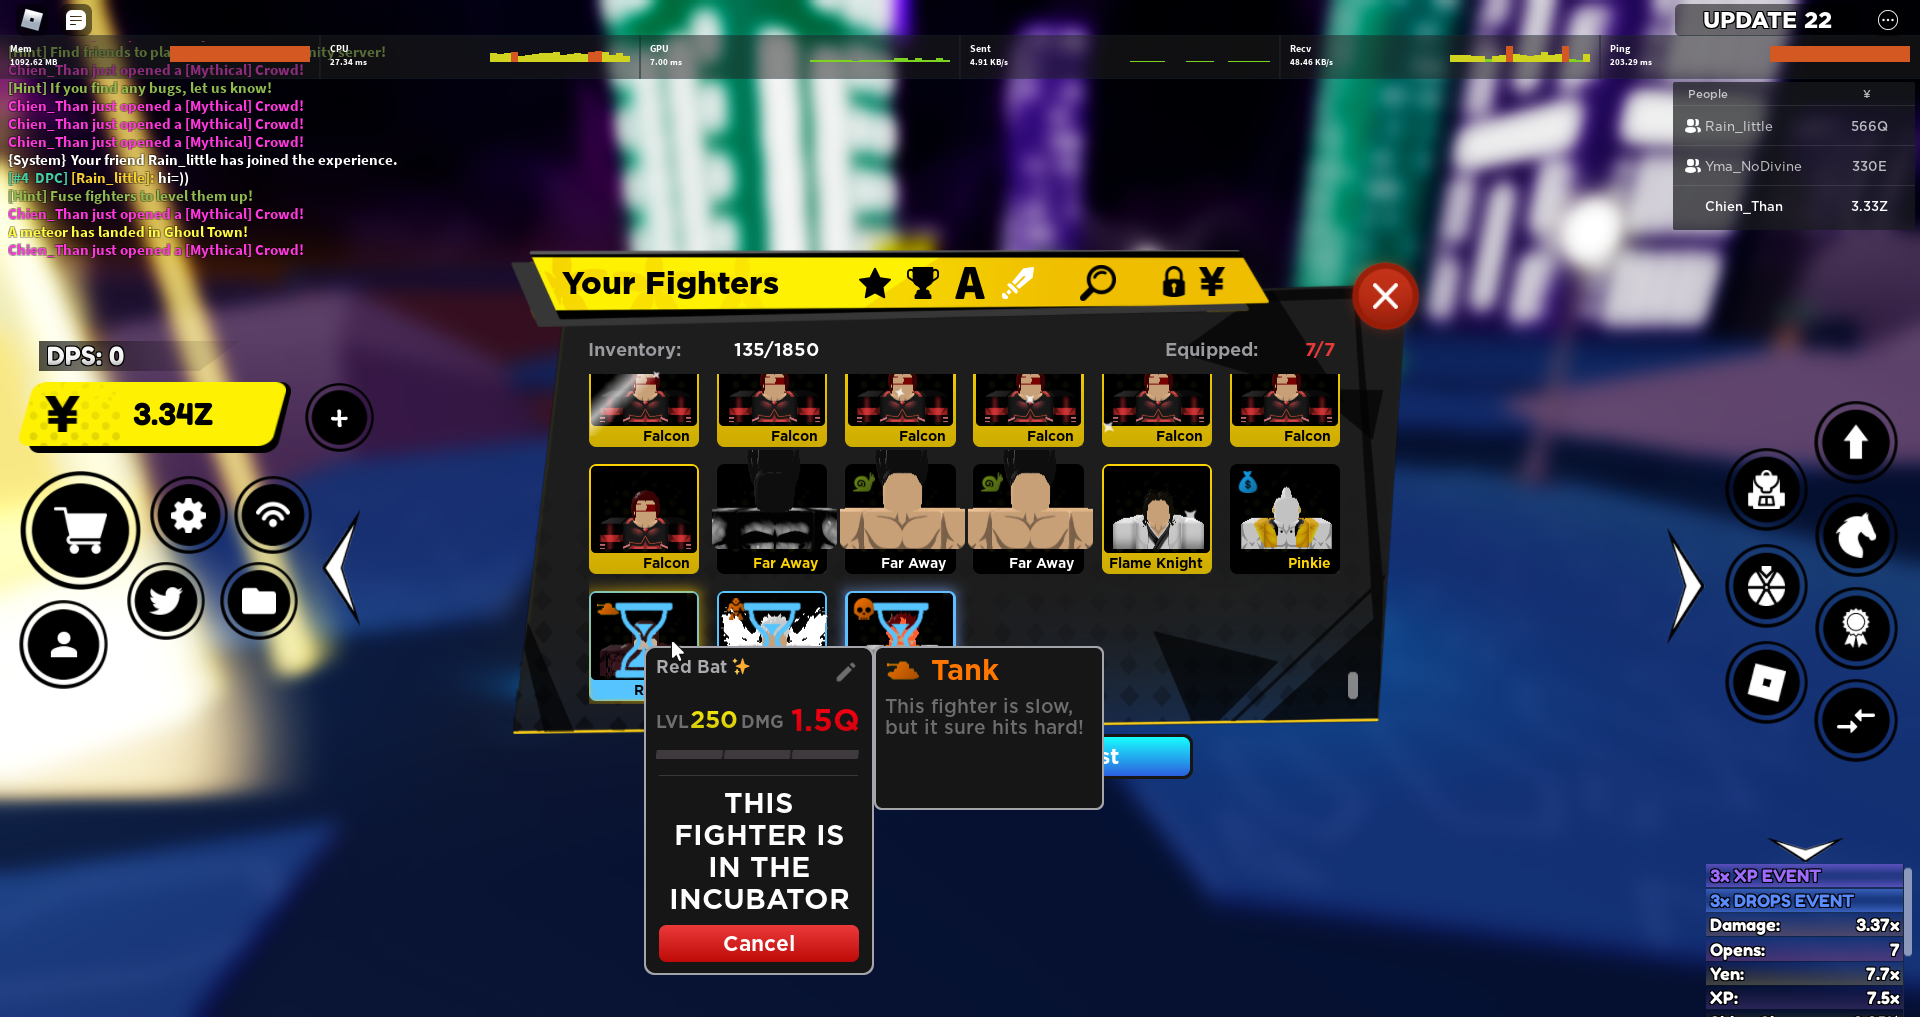 UPDATE 22
Mem
1092.62 MB
CPU
27.34 ms
GPU
7.00 ms
Sent
4.91 KB/s
Recv
48.46 KB/s
Ping
203.29 ms
[Hint] Find friends to pla
nity server!
Chien_Than just opened a [Mythical] Crowd!
[Hint] If you find any bugs, let us know!
Chien_Than just opened a [Mythical] Crowd!
Chien_Than just opened a [Mythical] Crowd!
Chien_Than just opened a [Mythical] Crowd!
{System} Your friend Rain_little has joined the experience.
[#4 DPC] [Rain_little]: hi=))
[Hint] Fuse fighters to level them up!
Chien_Than just opened a [Mythical] Crowd!
A meteor has landed in Ghoul Town!
Chien_Than just opened a [Mythical] Crowd!
People ¥
Rain_little 566Q
Yma_NoDivine 330E
Chien_Than 3.33Z
Your Fighters A ¥
Inventory: 135/1850 Equipped: 7/7
DPS: 0
¥ 3.34Z +
Falcon Falcon Falcon Falcon Falcon Falcon
Falcon Far Away Far Away Far Away Flame Knight Pinkie
R
Red Bat ✨
LVL 250 DMG 1.5Q
THIS
FIGHTER IS
IN THE
INCUBATOR
Cancel
Tank
This fighter is slow,
but it sure hits hard!
st
3x XP EVENT
3x DROPS EVENT
Damage: 3.37x
Opens: 7
Yen: 7.7x
XP: 7.5x